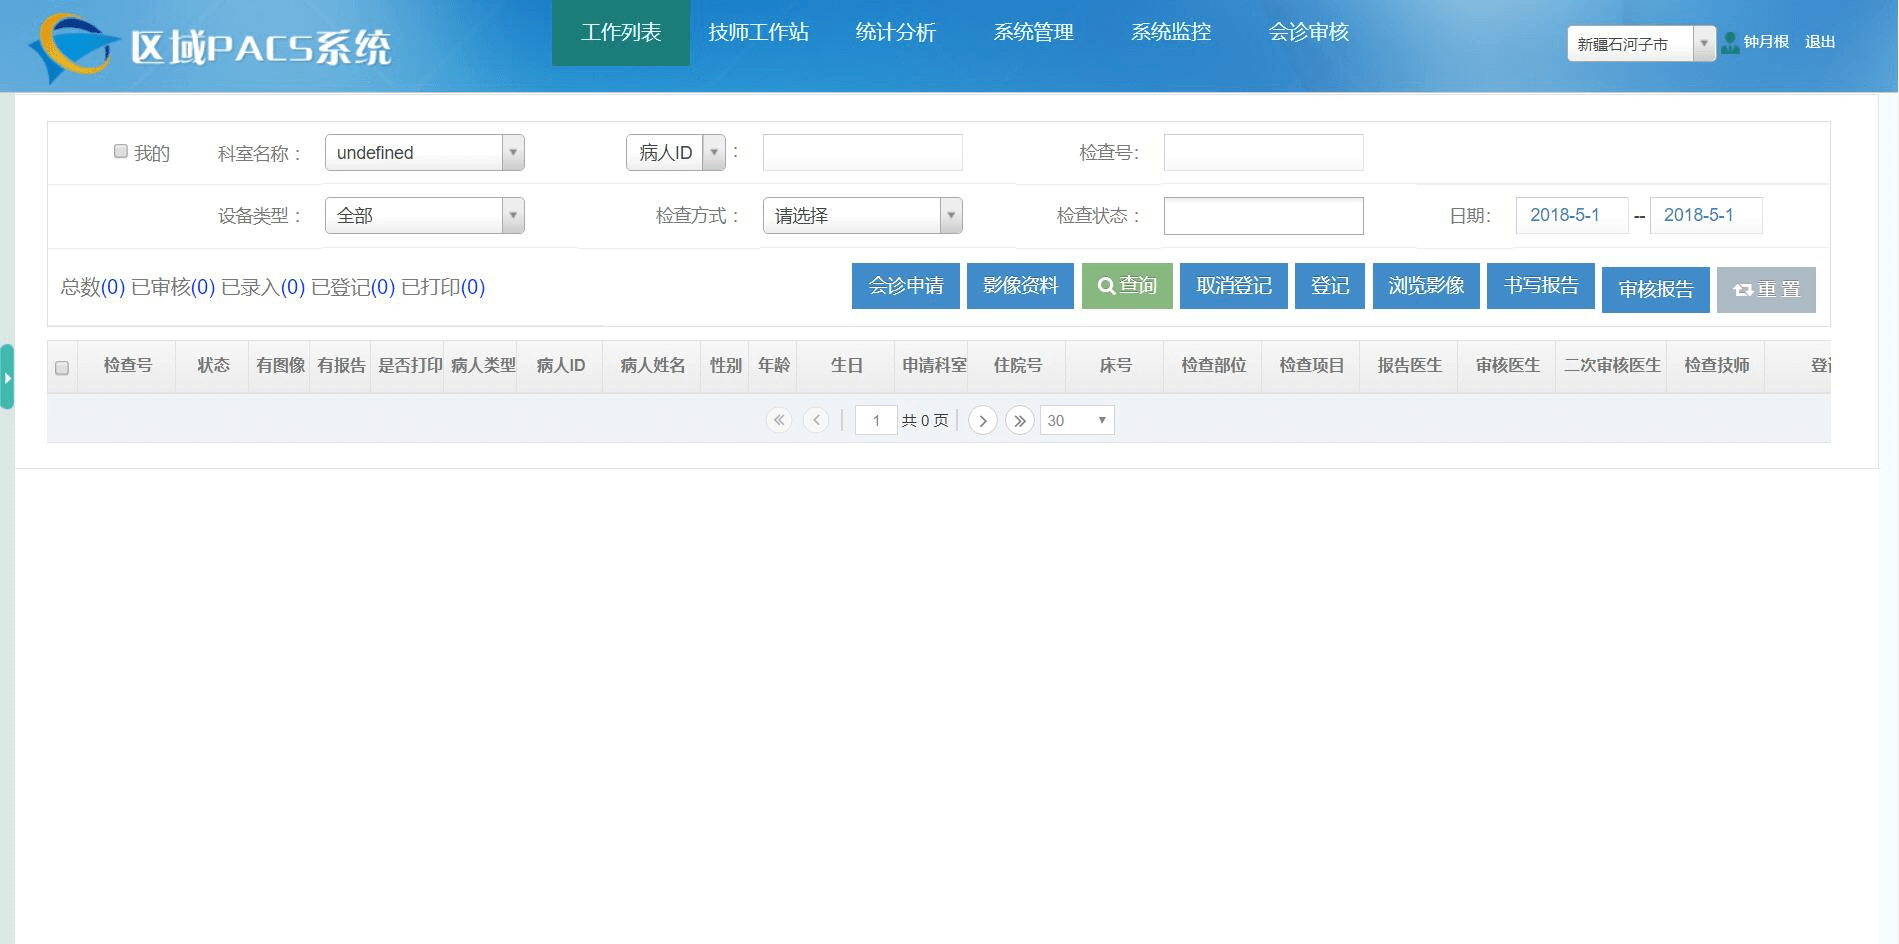 区域PACS系统 工作列表 技师工作站 统计分析 系统管理 系统监控 会诊审核 新疆石河子市 钟月根 退出
我的 科室名称： undefined 病人ID ： 检查号：
设备类型： 全部 检查方式： 请选择 检查状态： 日期： 2018-5-1 -- 2018-5-1
总数(0) 已审核(0) 已录入(0) 已登记(0) 已打印(0) 会诊申请 影像资料 查询 取消登记 登记 浏览影像 书写报告 审核报告 重 置
检查号 状态 有图像 有报告 是否打印 病人类型 病人ID 病人姓名 性别 年龄 生日 申请科室 住院号 床号 检查部位 检查项目 报告医生 审核医生 二次审核医生 检查技师 登
1 共 0 页 30